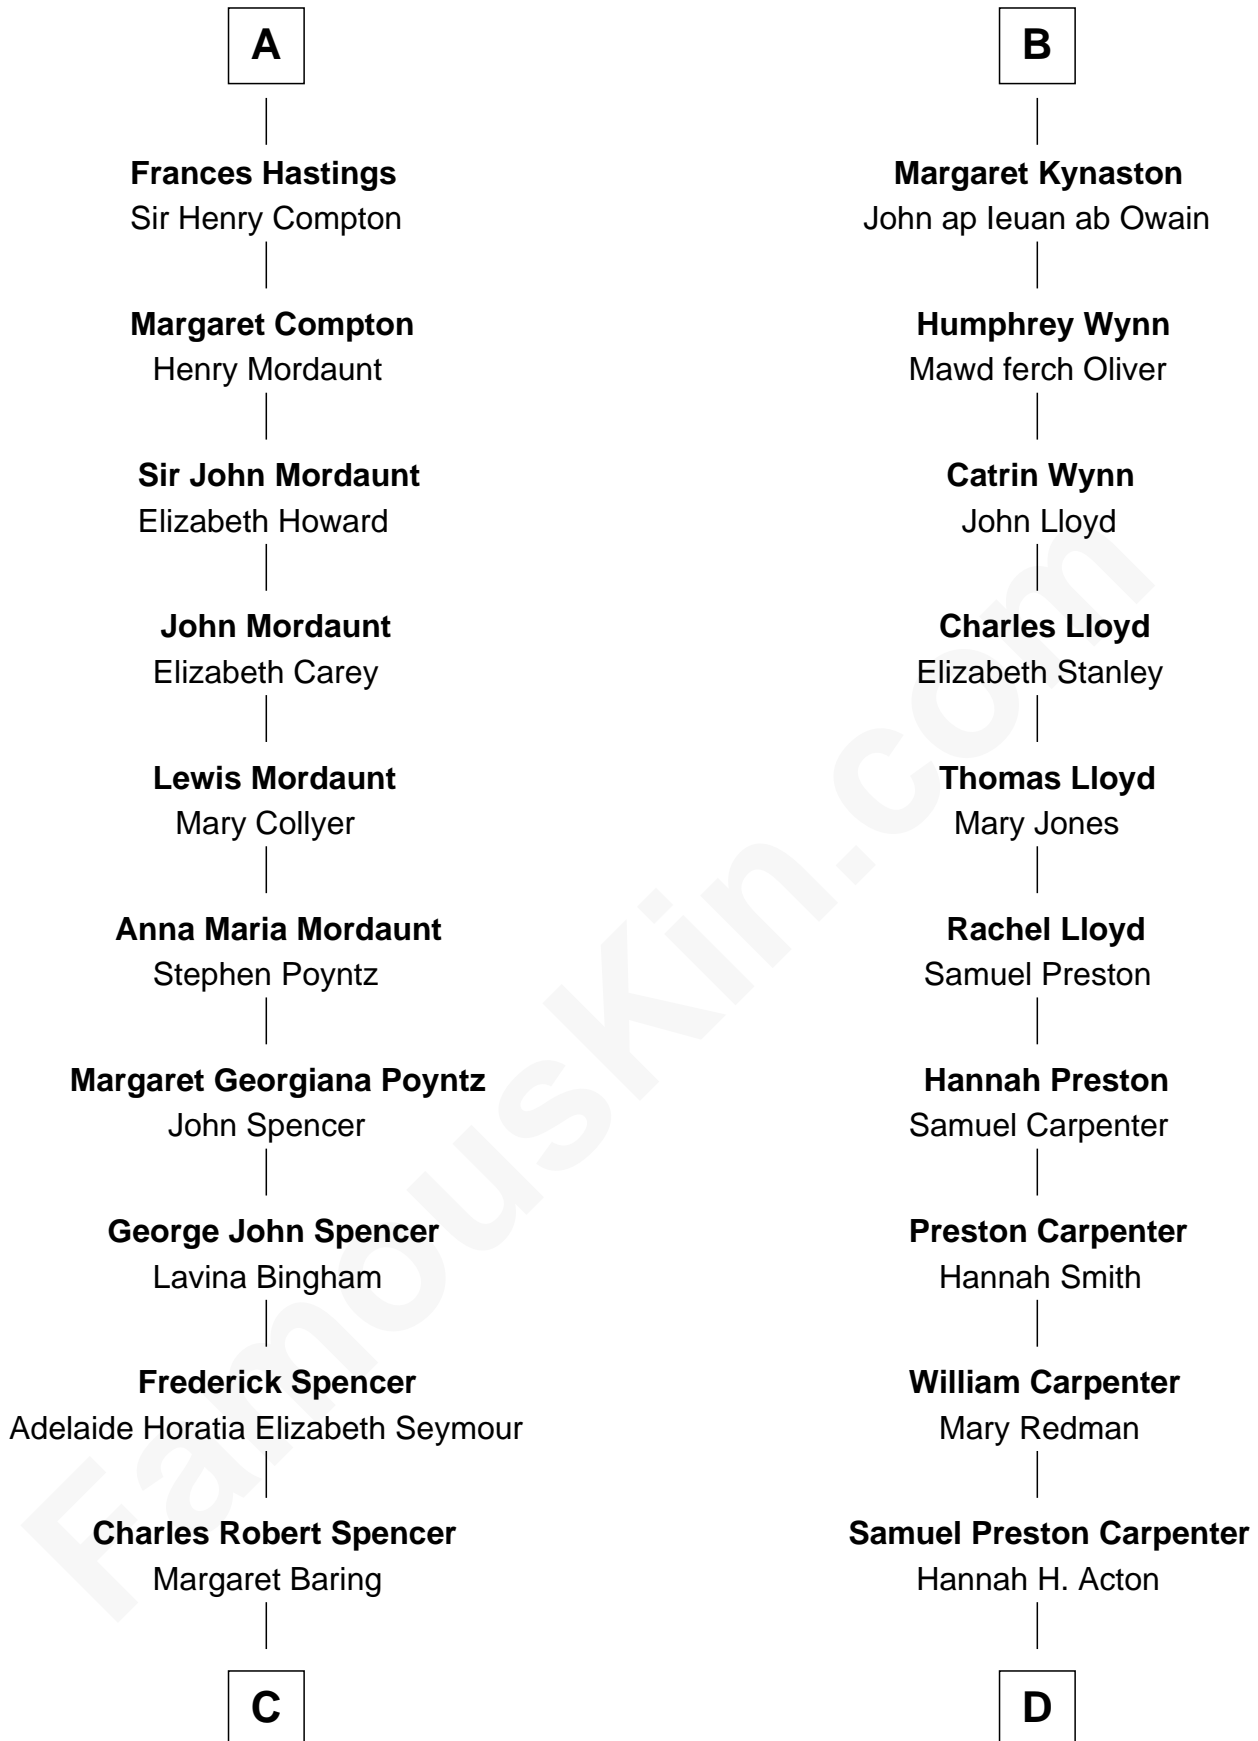 A
Frances Hastings
Sir Henry Compton
Margaret Compton
Henry Mordaunt
Sir John Mordaunt
Elizabeth Howard
John Mordaunt
Elizabeth Carey
Lewis Mordaunt
Mary Collyer
Anna Maria Mordaunt
Stephen Poyntz
Margaret Georgiana Poyntz
John Spencer
George John Spencer
Lavina Bingham
Frederick Spencer
Adelaide Horatia Elizabeth Seymour
Charles Robert Spencer
Margaret Baring
C
B
Margaret Kynaston
John ap Ieuan ab Owain
Humphrey Wynn
Mawd ferch Oliver
Catrin Wynn
John Lloyd
Charles Lloyd
Elizabeth Stanley
Thomas Lloyd
Mary Jones
Rachel Lloyd
Samuel Preston
Hannah Preston
Samuel Carpenter
Preston Carpenter
Hannah Smith
William Carpenter
Mary Redman
Samuel Preston Carpenter
Hannah H. Acton
D
FamousKin.com